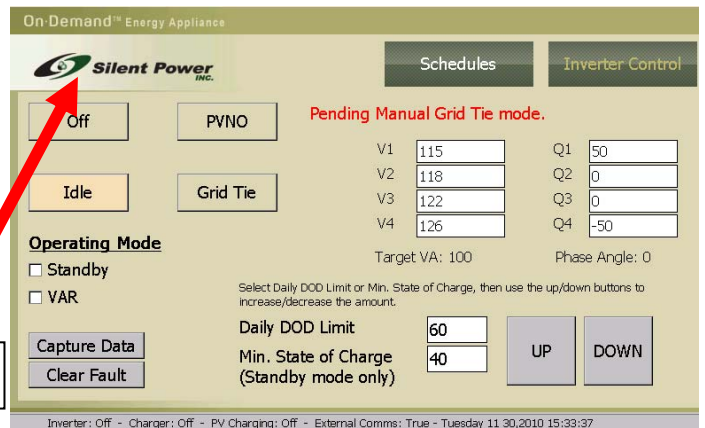 On·Demand™ Energy Appliance
Silent Power INC.
Schedules
Inverter Control
Off
PVNO
Pending Manual Grid Tie mode.
V1 115 Q1 50
V2 118 Q2 0
Idle
Grid Tie
V3 122 Q3 0
V4 126 Q4 -50
Operating Mode
Target VA: 100 Phase Angle: 0
Standby
VAR
Select Daily DOD Limit or Min. State of Charge, then use the up/down buttons to
increase/decrease the amount.
Daily DOD Limit 60
Capture Data
Min. State of Charge 40
(Standby mode only)
UP
DOWN
Clear Fault
Inverter: Off - Charger: Off - PV Charging: Off - External Comms: True - Tuesday 11 30,2010 15:33:37